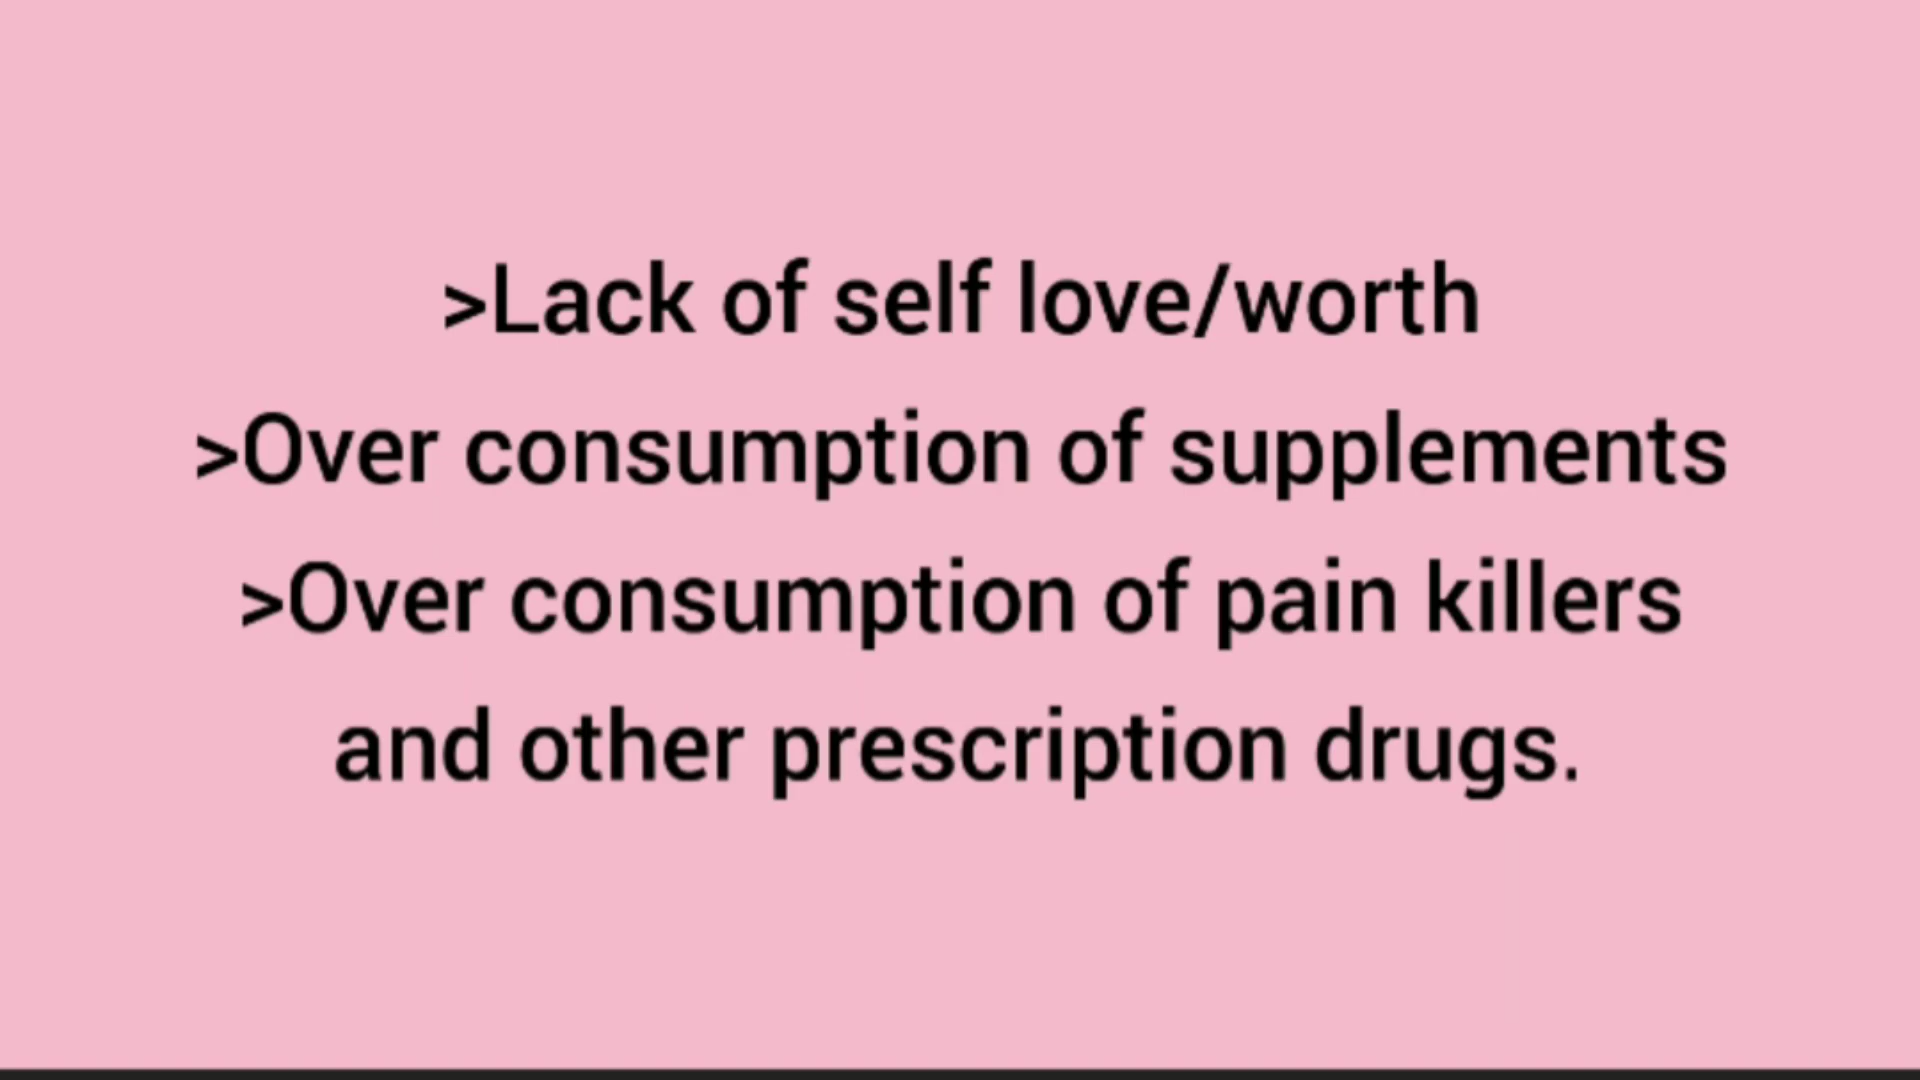 >Lack of self love/worth
>Over consumption of supplements
>Over consumption of pain killers
and other prescription drugs.